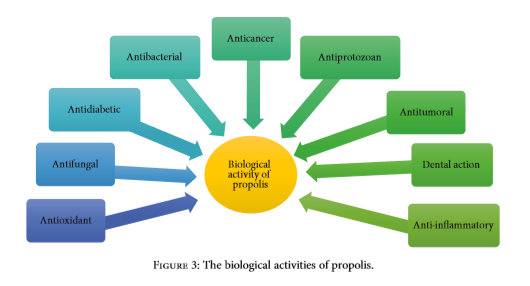 Anticancer
Antibacterial
Antiprotozoan
Antidiabetic
Antitumoral
Antifungal
Biological
activity of
propolis
Dental action
Antioxidant
Anti-inflammatory
FIGURE 3: The biological activities of propolis.